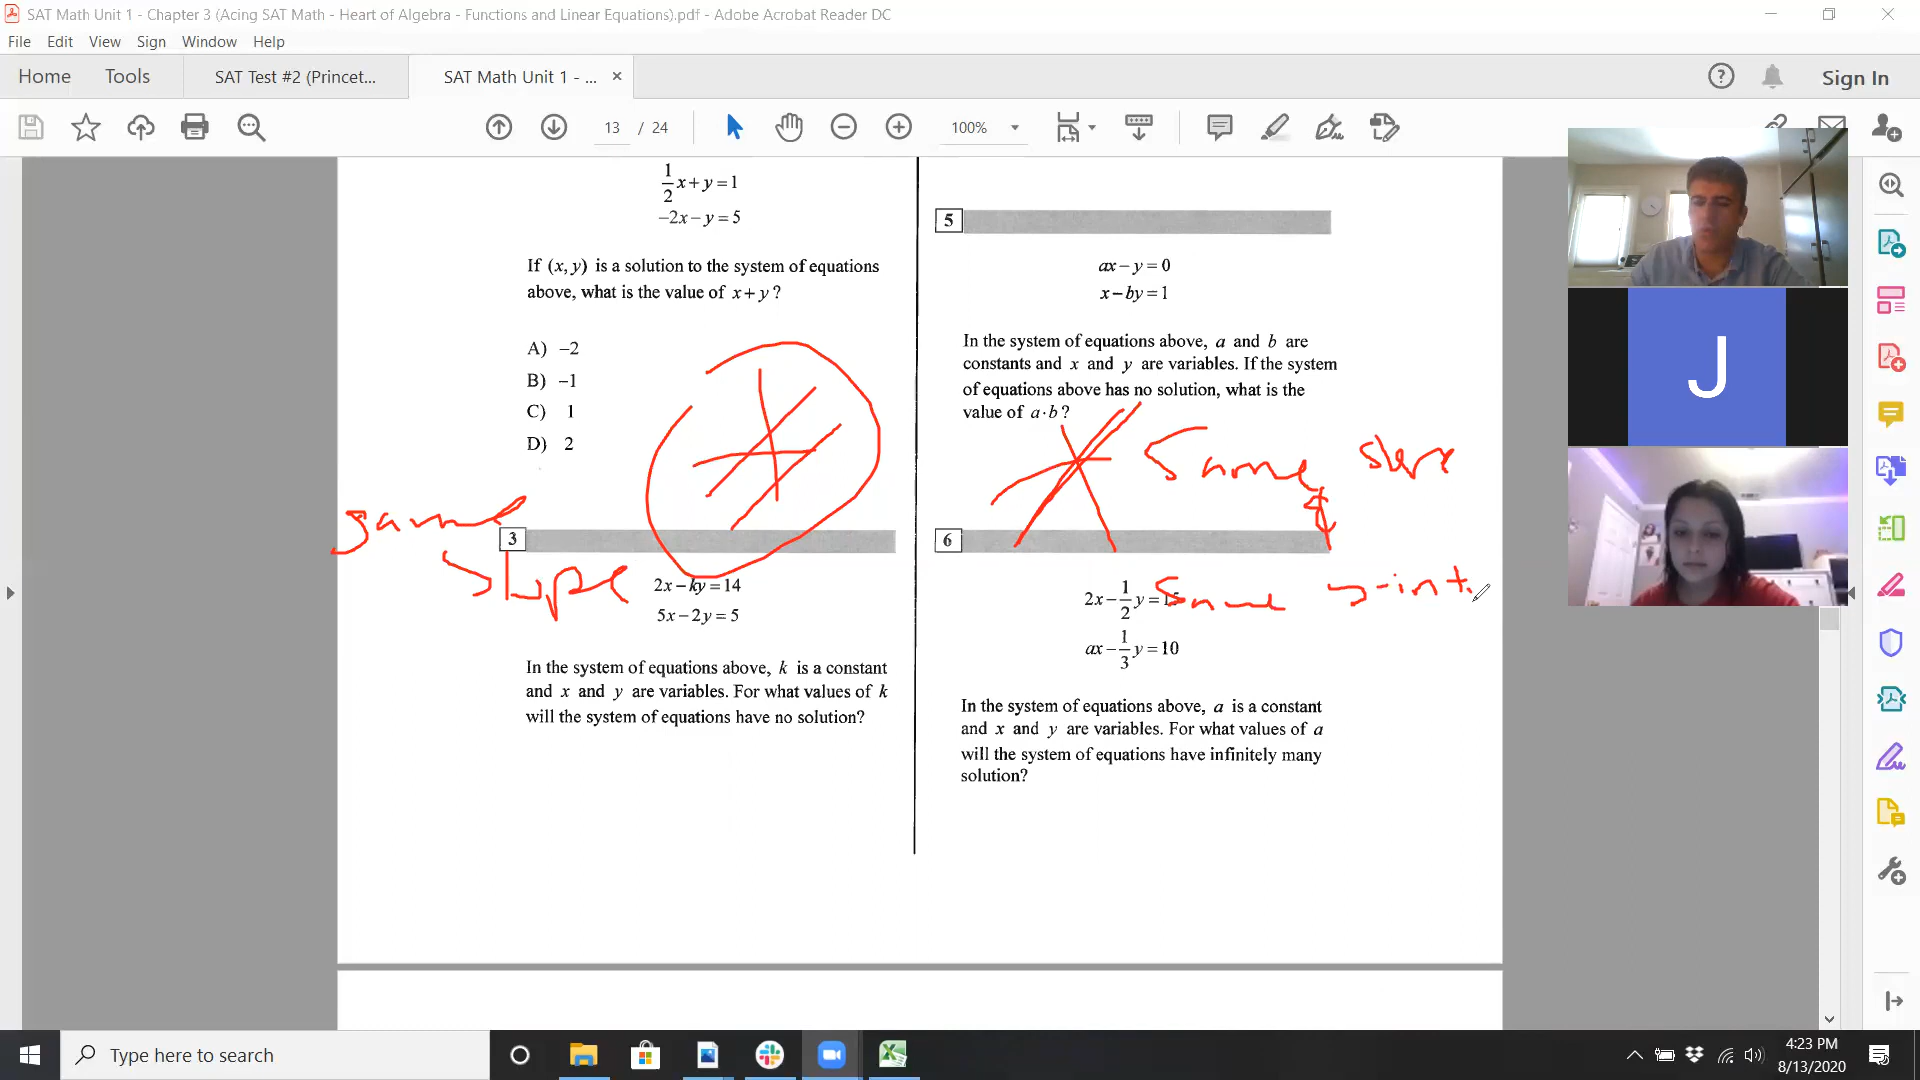 SAT Math Unit 1 - Chapter 3 (Acing SAT Math - Heart of Algebra - Functions and Linear Equations).pdf - Adobe Acrobat Reader DC
File Edit View Sign Window Help
Home Tools SAT Test #2 (Princet... SAT Math Unit 1 - ... ×
Sign In
13 / 24 100%
1/2 x + y = 1
-2x - y = 5
If (x, y) is a solution to the system of equations
above, what is the value of x + y ?
A) -2
B) -1
C) 1
D) 2
same
slope
3
2x - ky = 14
5x - 2y = 5
In the system of equations above, k is a constant
and x and y are variables. For what values of k
will the system of equations have no solution?
5
ax - y = 0
x - by = 1
In the system of equations above, a and b are
constants and x and y are variables. If the system
of equations above has no solution, what is the
value of a · b ?
Same slope
6
2x - 1/2 y = 15
Same y-int.
ax - 1/3 y = 10
In the system of equations above, a is a constant
and x and y are variables. For what values of a
will the system of equations have infinitely many
solution?
J
Type here to search
4:23 PM
8/13/2020